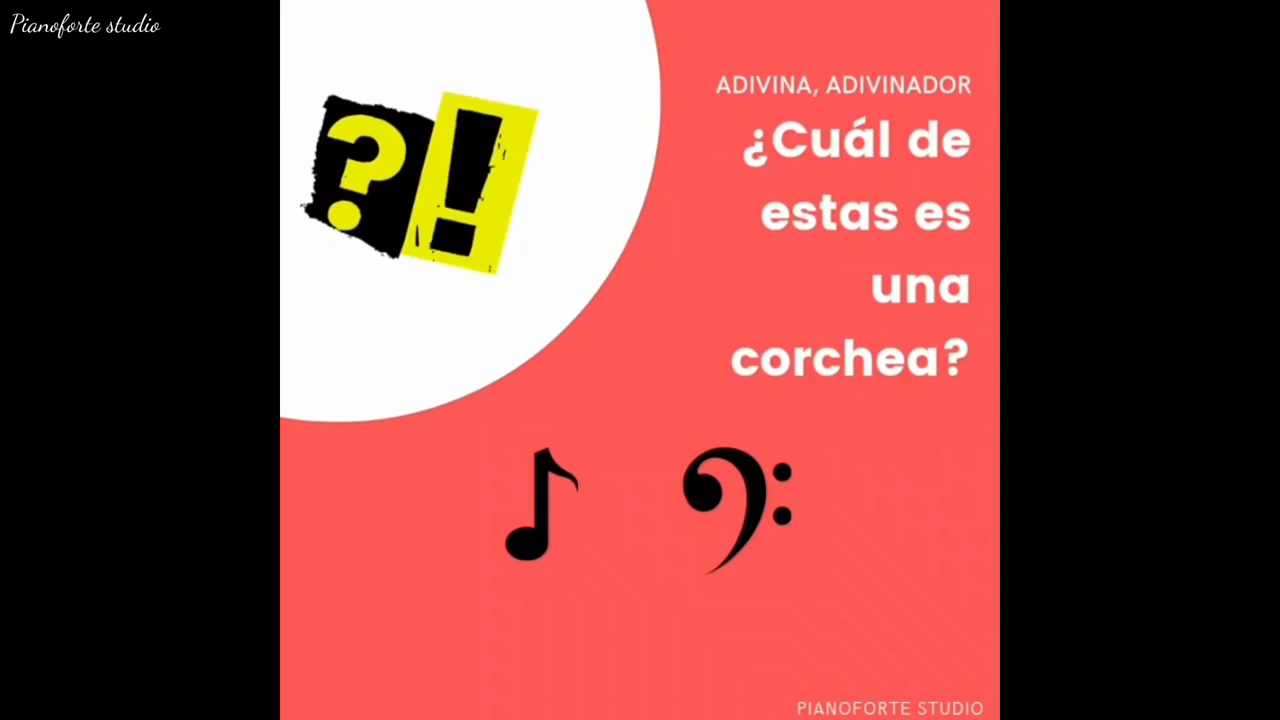 Pianoforte studio
?!
ADIVINA, ADIVINADOR
¿Cuál de
estas es
una
corchea?
PIANOFORTE STUDIO